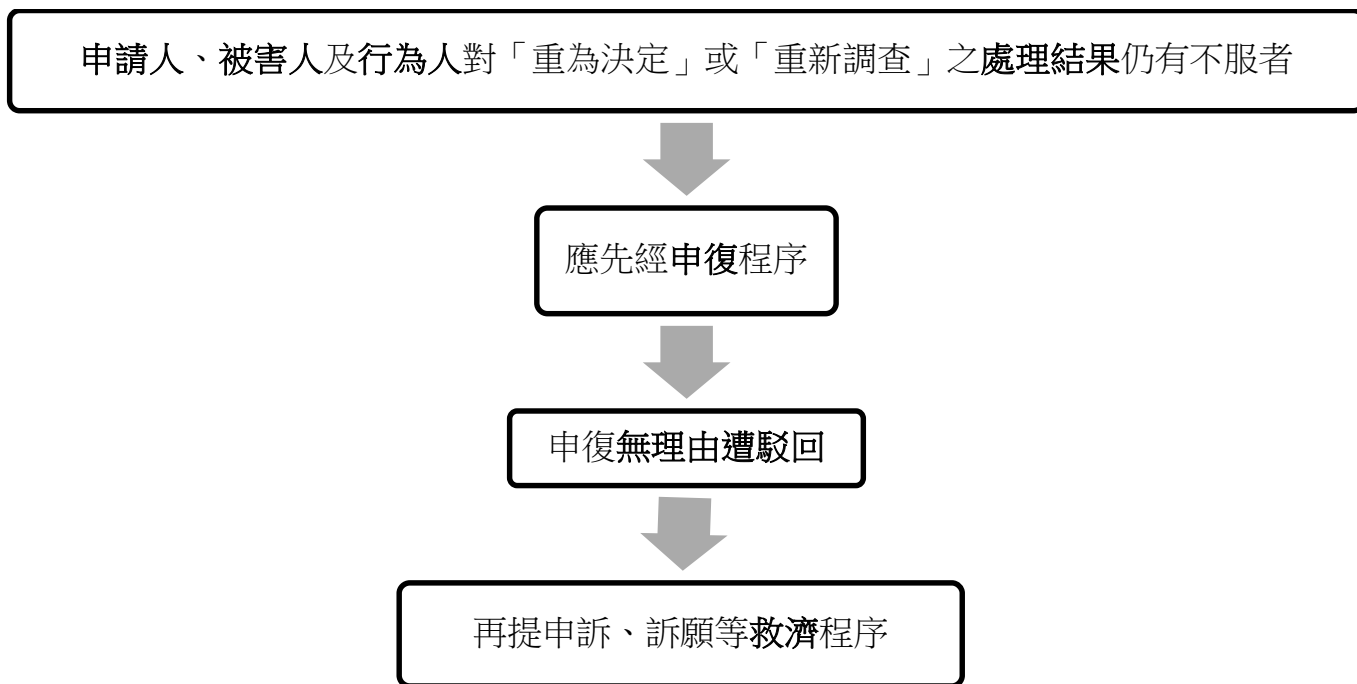 申請人、被害人及行為人對「重為決定」或「重新調查」之處理結果仍有不服者
應先經申復程序
申復無理由遭駁回
再提申訴、訴願等救濟程序